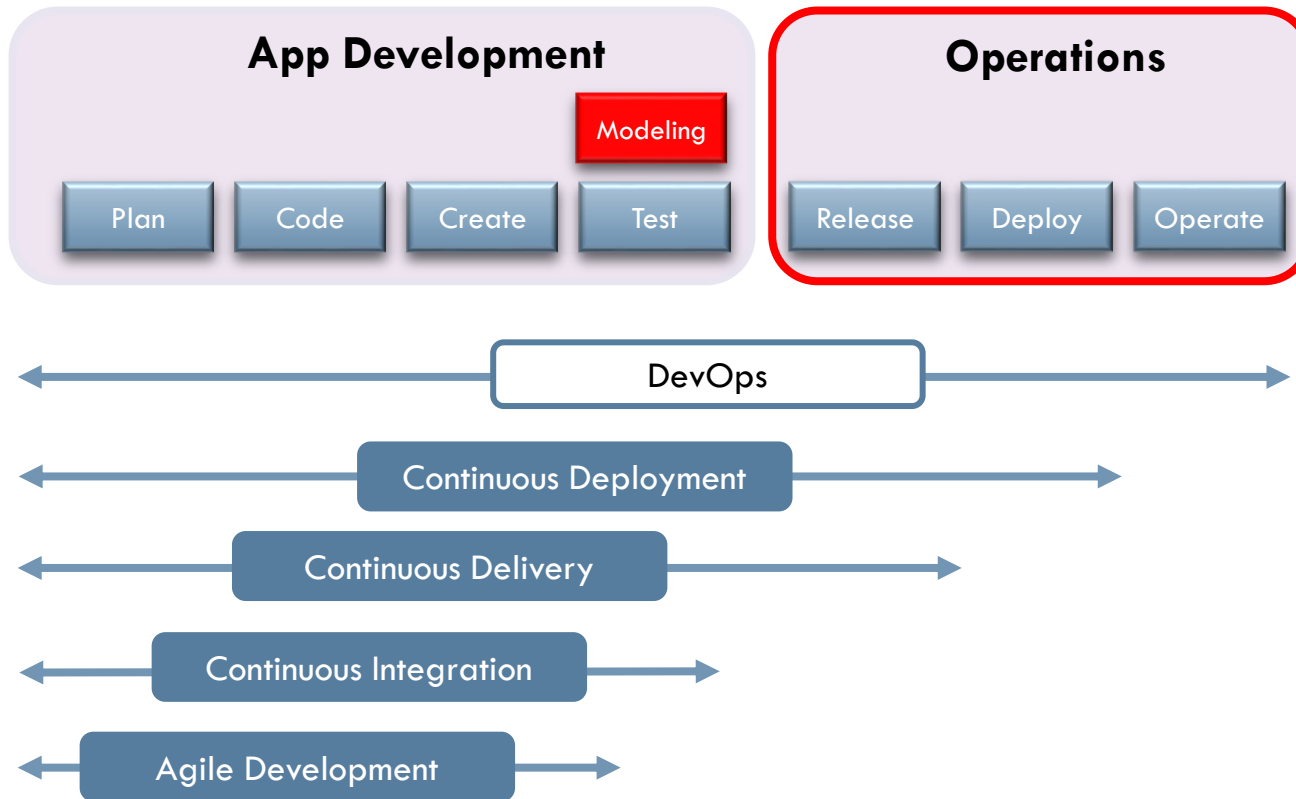 App Development
Operations
Modeling
Plan
Code
Create
Test
Release
Deploy
Operate
DevOps
Continuous Deployment
Continuous Delivery
Continuous Integration
Agile Development